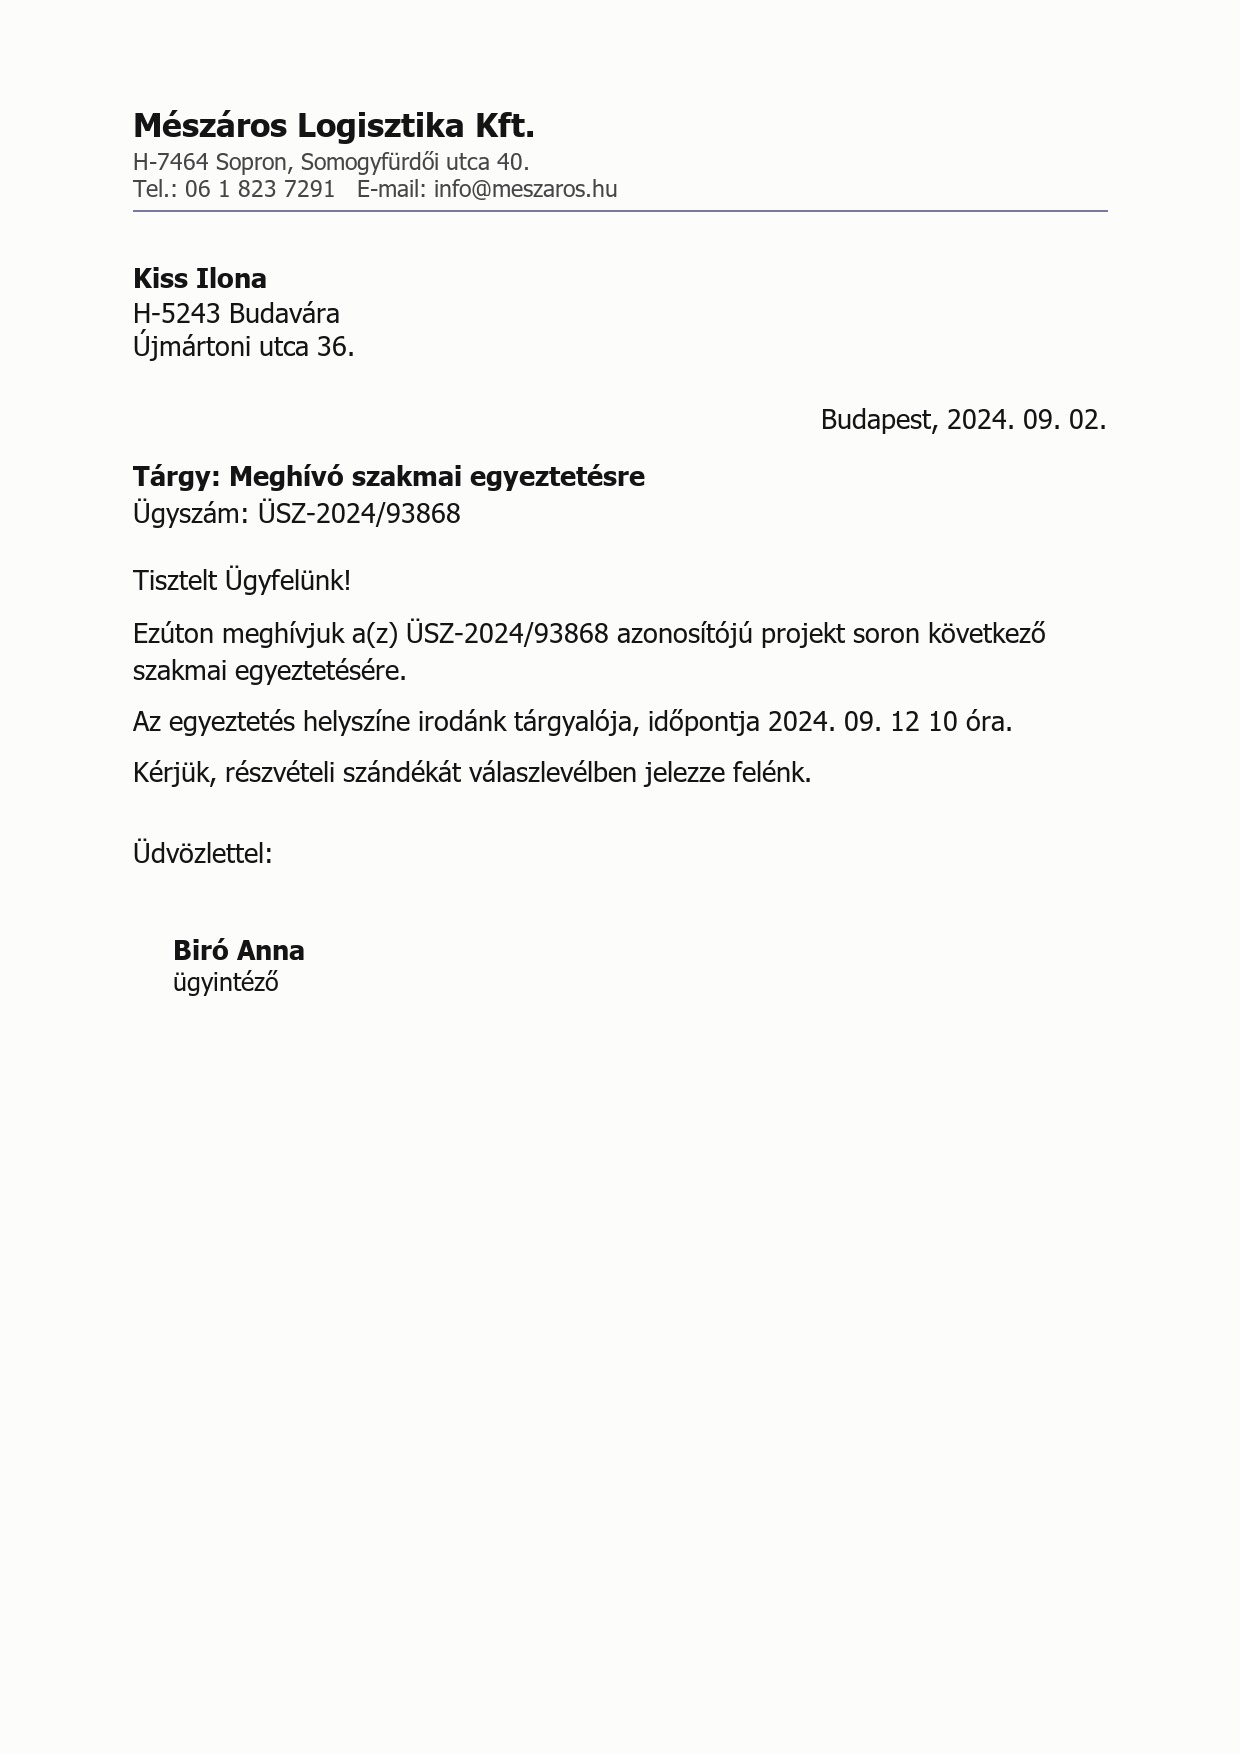 Mészáros Logisztika Kft.
H-7464 Sopron, Somogyfürdői utca 40.
Tel.: 06 1 823 7291 E-mail: info@meszaros.hu
Kiss Ilona
H-5243 Budavára
Újmártoni utca 36.
Budapest, 2024. 09. 02.
Tárgy: Meghívó szakmai egyeztetésre
Ügyszám: ÜSZ-2024/93868
Tisztelt Ügyfelünk!
Ezúton meghívjuk a(z) ÜSZ-2024/93868 azonosítójú projekt soron következő
szakmai egyeztetésére.
Az egyeztetés helyszíne irodánk tárgyalója, időpontja 2024. 09. 12 10 óra.
Kérjük, részvételi szándékát válaszlevélben jelezze felénk.
Üdvözlettel:
Biró Anna
ügyintéző